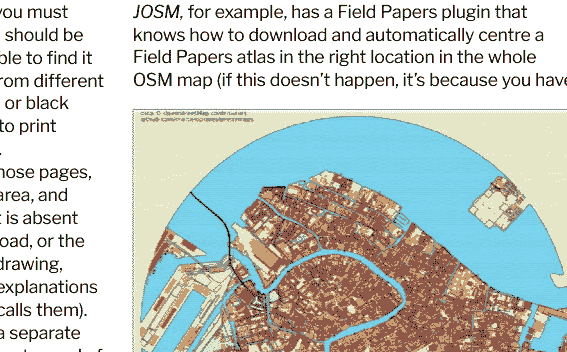 you must
should be
ble to find it
rom different
or black
to print
hose pages,
area, and
t is absent
oad, or the
drawing,
explanations
calls them).
a separate
JOSM, for example, has a Field Papers plugin that
knows how to download and automatically centre a
Field Papers atlas in the right location in the whole
OSM map (if this doesn't happen, it's because you have